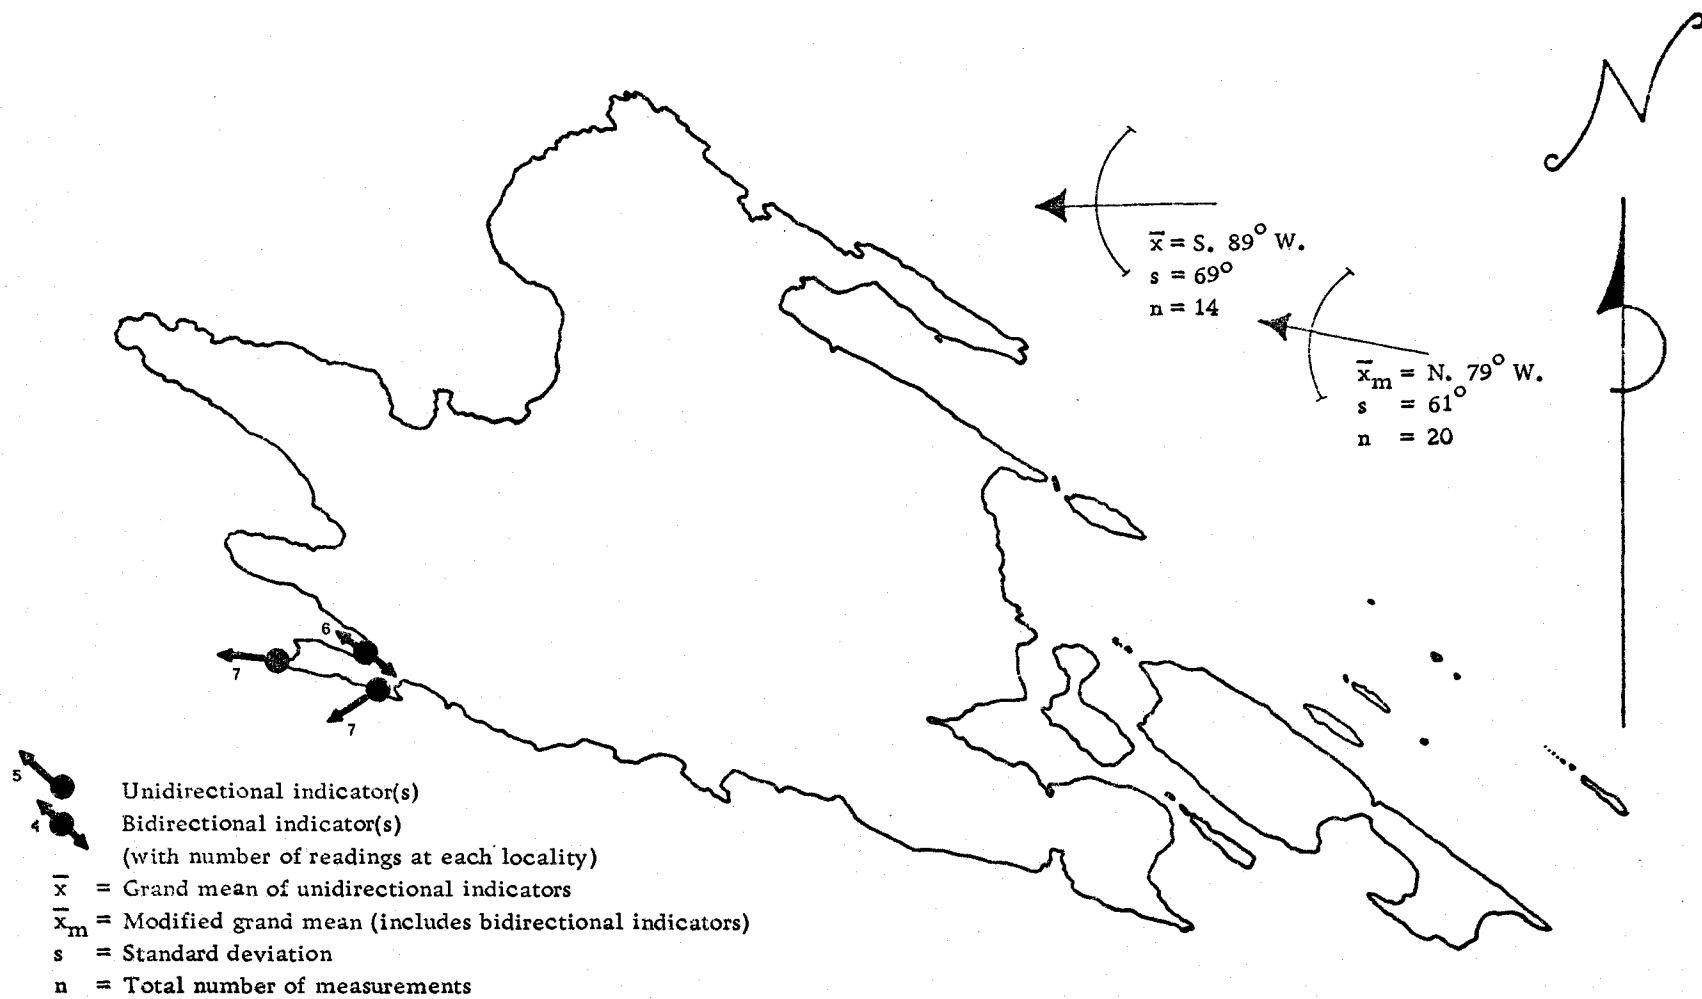 N
x̄ = S. 89° W.
s = 69°
n = 14
x̄m = N. 79° W.
s = 61°
n = 20
6
7
7
5
Unidirectional indicator(s)
4
Bidirectional indicator(s)
(with number of readings at each locality)
x̄ = Grand mean of unidirectional indicators
x̄m = Modified grand mean (includes bidirectional indicators)
s = Standard deviation
n = Total number of measurements